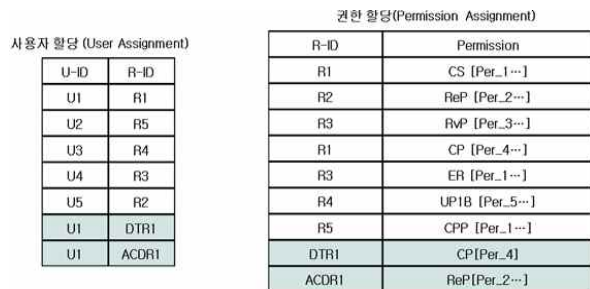 권한 할당(Permission Assignment)
사용자 할당 (User Assignment)
U-ID R-ID
U1 R1
U2 R5
U3 R4
U4 R3
U5 R2
U1 DTR1
U1 ACDR1
R-ID Permission
R1 CS [Per_1…]
R2 ReP [Per_2…]
R3 RvP [Per_3…]
R1 CP [Per_4…]
R3 ER [Per_1…]
R4 UP1B [Per_5…]
R5 CPP [Per_1…]
DTR1 CP[Per_4]
ACDR1 ReP[Per_2…]